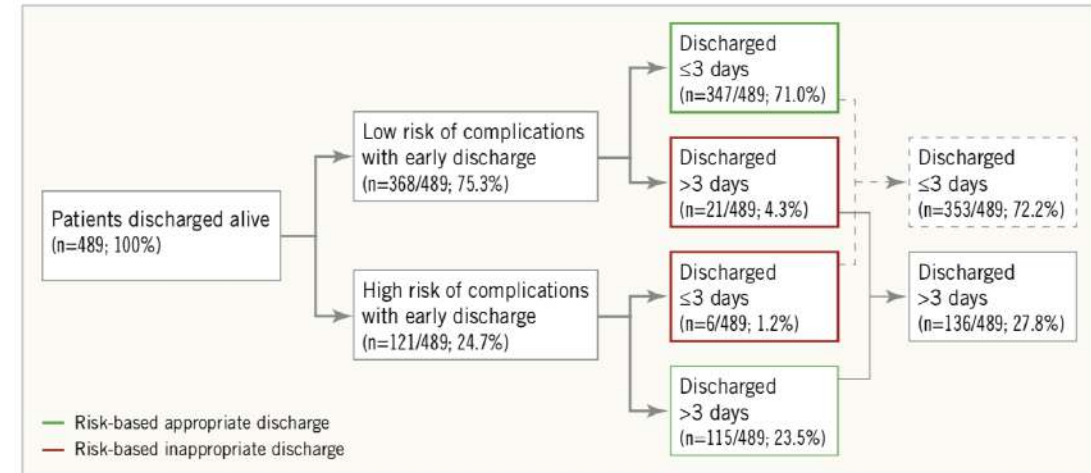 Patients discharged alive
(n=489; 100%)
Low risk of complications
with early discharge
(n=368/489; 75.3%)
High risk of complications
with early discharge
(n=121/489; 24.7%)
Discharged
≤3 days
(n=347/489; 71.0%)
Discharged
>3 days
(n=21/489; 4.3%)
Discharged
≤3 days
(n=6/489; 1.2%)
Discharged
>3 days
(n=115/489; 23.5%)
Discharged
≤3 days
(n=353/489; 72.2%)
Discharged
>3 days
(n=136/489; 27.8%)
Risk-based appropriate discharge
Risk-based inappropriate discharge